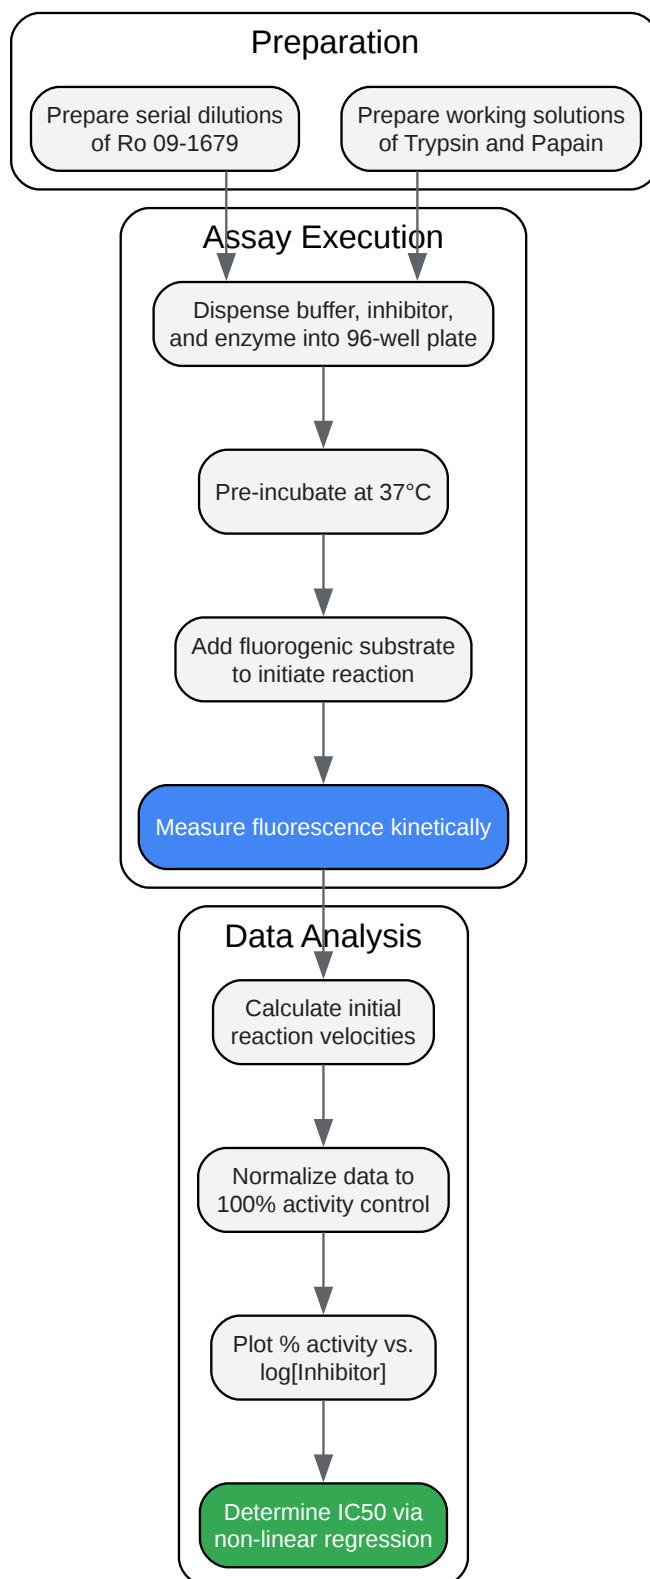 Preparation
Prepare serial dilutions
of Ro 09-1679
Prepare working solutions
of Trypsin and Papain
Assay Execution
Dispense buffer, inhibitor,
and enzyme into 96-well plate
Pre-incubate at 37°C
Add fluorogenic substrate
to initiate reaction
Measure fluorescence kinetically
Data Analysis
Calculate initial
reaction velocities
Normalize data to
100% activity control
Plot % activity vs.
log[Inhibitor]
Determine IC50 via
non-linear regression